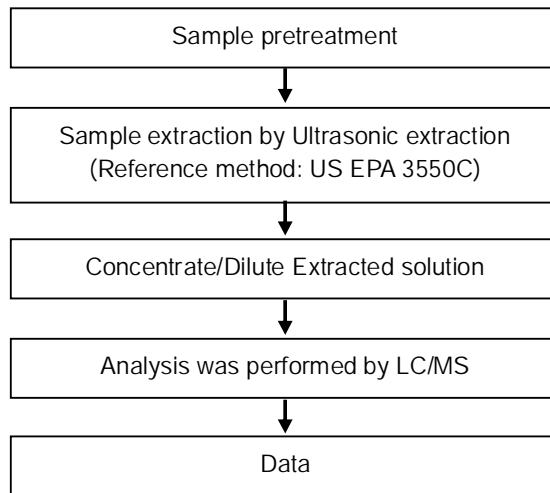 Sample pretreatment
Sample extraction by Ultrasonic extraction
(Reference method: US EPA 3550C)
Concentrate/Dilute Extracted solution
Analysis was performed by LC/MS
Data